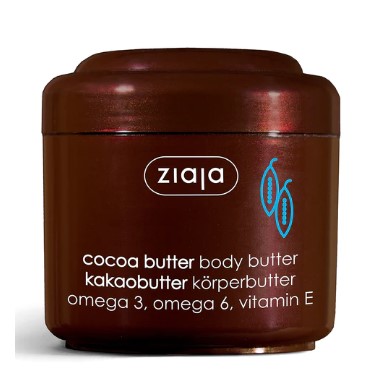 ziaja
cocoa butter body butter
kakaobutter körperbutter
omega 3, omega 6, vitamin E